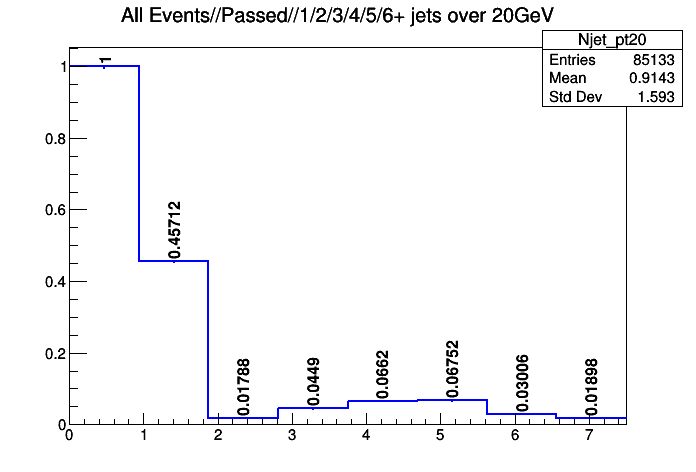 All Events//Passed//1/2/3/4/5/6+ jets over 20GeV
Njet_pt20
Entries 85133
Mean 0.9143
Std Dev 1.593
1
0.8
0.6
0.4
0.2
0
1
0.45712
0.01788
0.0449
0.0662
0.06752
0.03006
0.01898
0 1 2 3 4 5 6 7